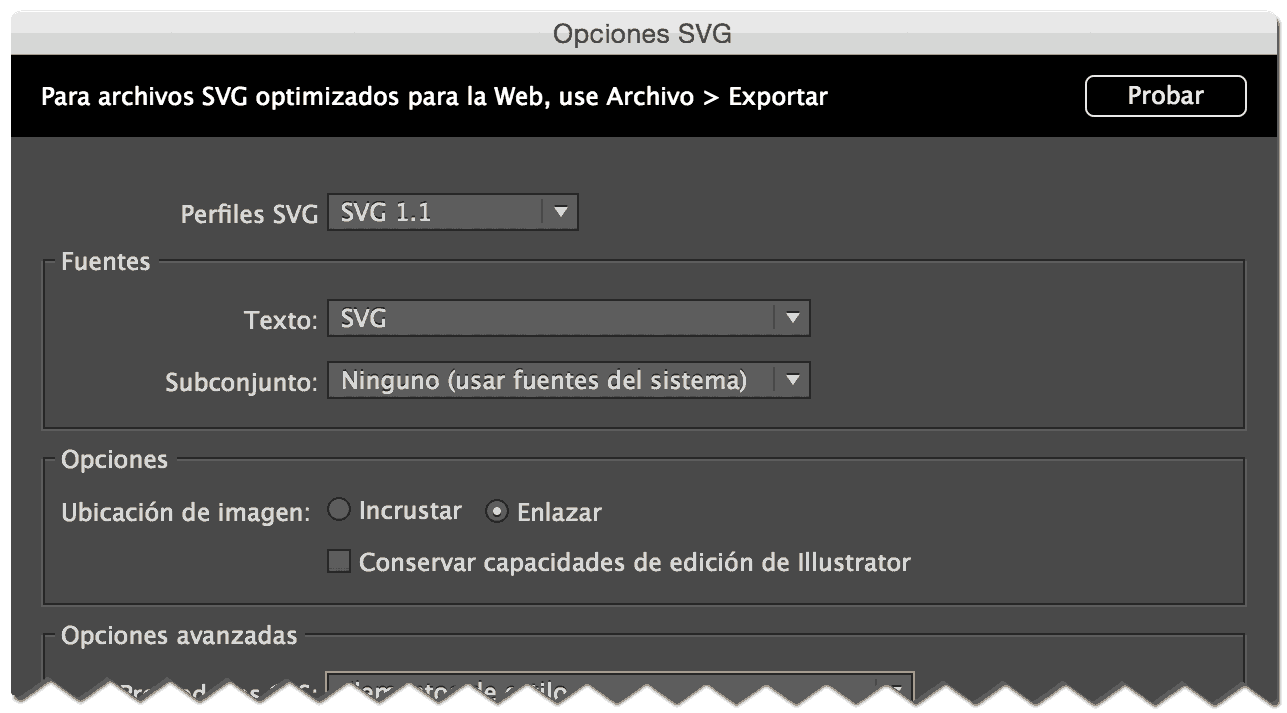 Opciones SVG
Para archivos SVG optimizados para la Web, use Archivo > Exportar
Probar
Perfiles SVG
SVG 1.1
Fuentes
Texto:
SVG
Subconjunto:
Ninguno (usar fuentes del sistema)
Opciones
Ubicación de imagen:
Incrustar
Enlazar
Conservar capacidades de edición de Illustrator
Opciones avanzadas
de estilo